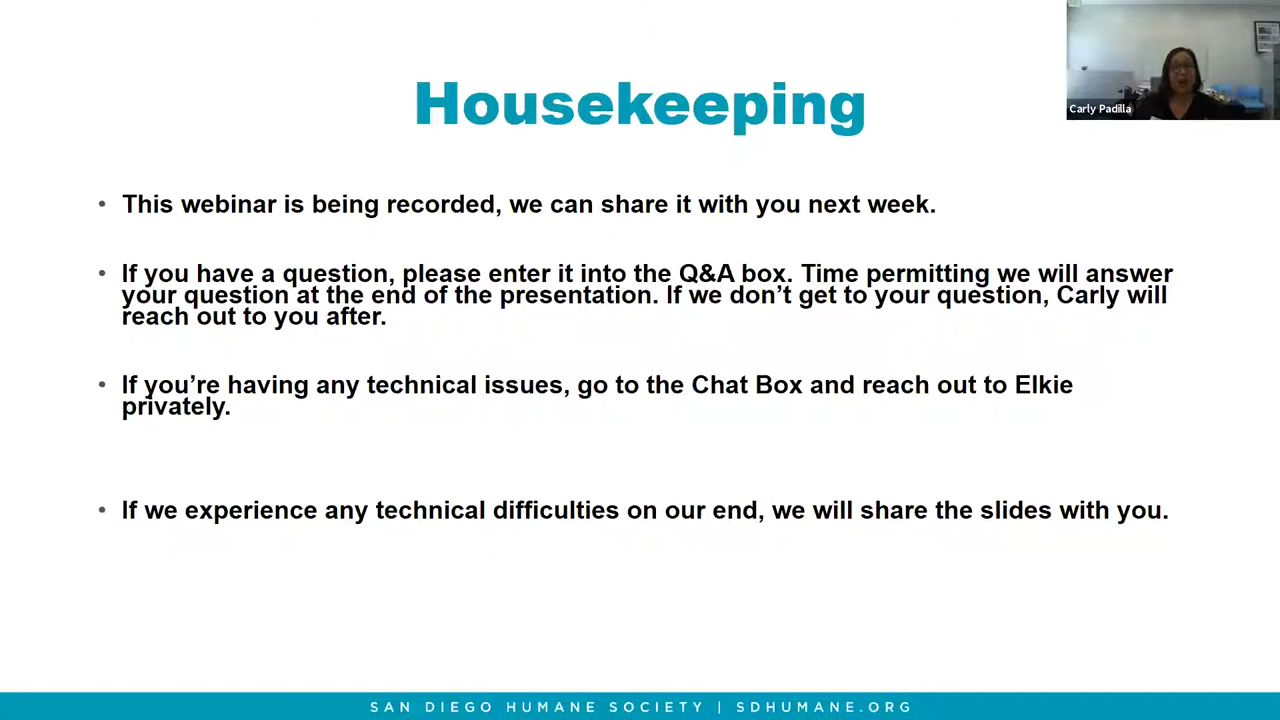 Housekeeping
Carly Padilla
• This webinar is being recorded, we can share it with you next week.
• If you have a question, please enter it into the Q&A box. Time permitting we will answer
your question at the end of the presentation. If we don’t get to your question, Carly will
reach out to you after.
• If you’re having any technical issues, go to the Chat Box and reach out to Elkie
privately.
• If we experience any technical difficulties on our end, we will share the slides with you.
SAN DIEGO HUMANE SOCIETY | SDHUMANE.ORG